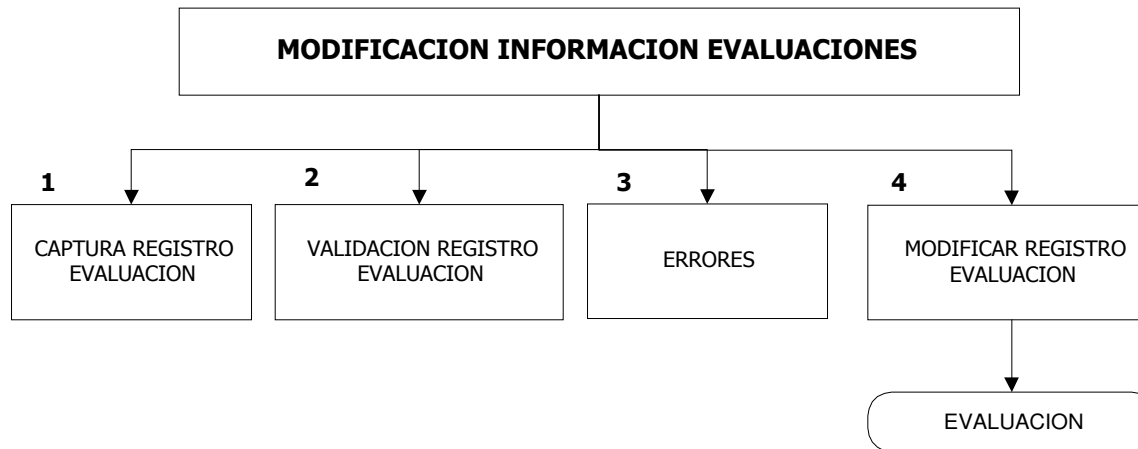 MODIFICACION INFORMACION EVALUACIONES
1
2
3
4
CAPTURA REGISTRO
EVALUACION
VALIDACION REGISTRO
EVALUACION
ERRORES
MODIFICAR REGISTRO
EVALUACION
EVALUACION